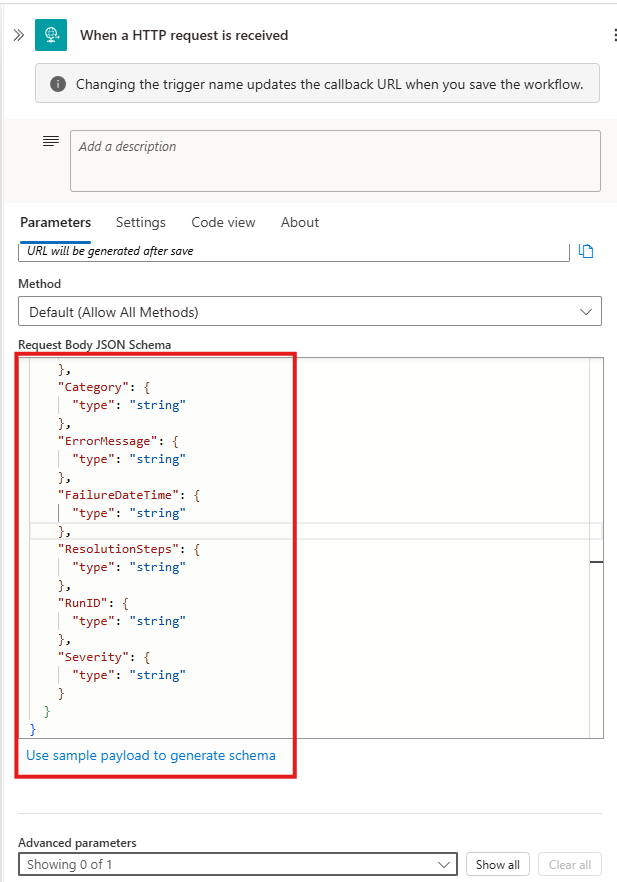 When a HTTP request is received
Changing the trigger name updates the callback URL when you save the workflow.
Add a description
Parameters
Settings
Code view
About
URL will be generated after save
Method
Default (Allow All Methods)
Request Body JSON Schema
},
"Category": {
"type": "string"
},
"ErrorMessage": {
"type": "string"
},
"FailureDateTime": {
"type": "string"
},
"ResolutionSteps": {
"type": "string"
},
"RunID": {
"type": "string"
},
"Severity": {
"type": "string"
}
}
}
Use sample payload to generate schema
Advanced parameters
Showing 0 of 1
Show all
Clear all